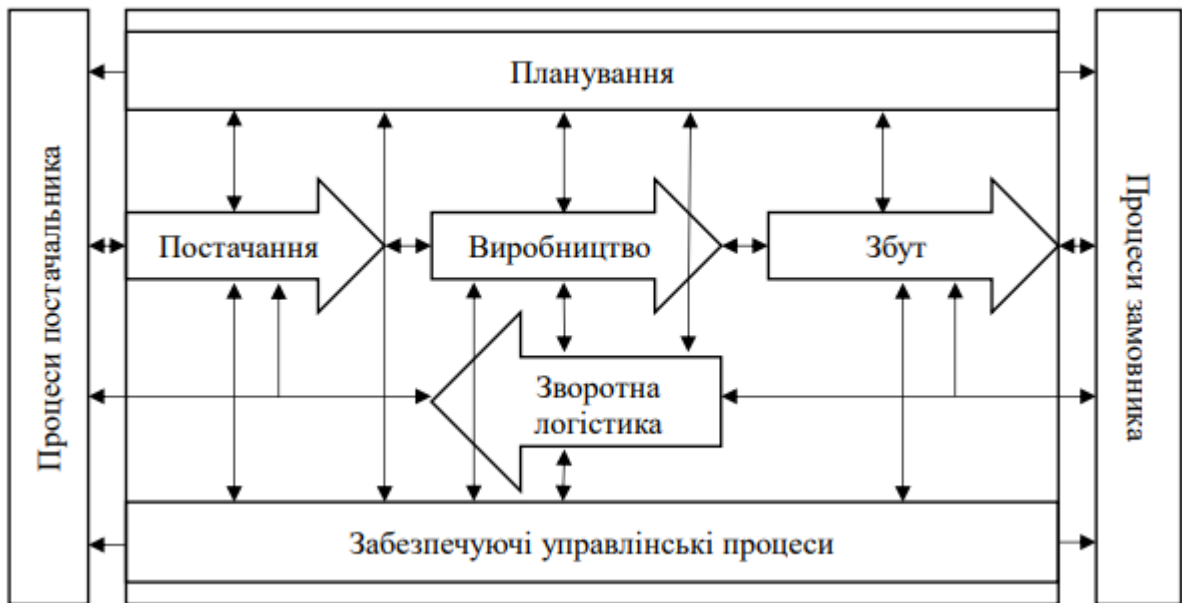 Процеси постачальника
Планування
Постачання
Виробництво
Збут
Зворотна
логістика
Забезпечуючі управлінські процеси
Процеси замовника